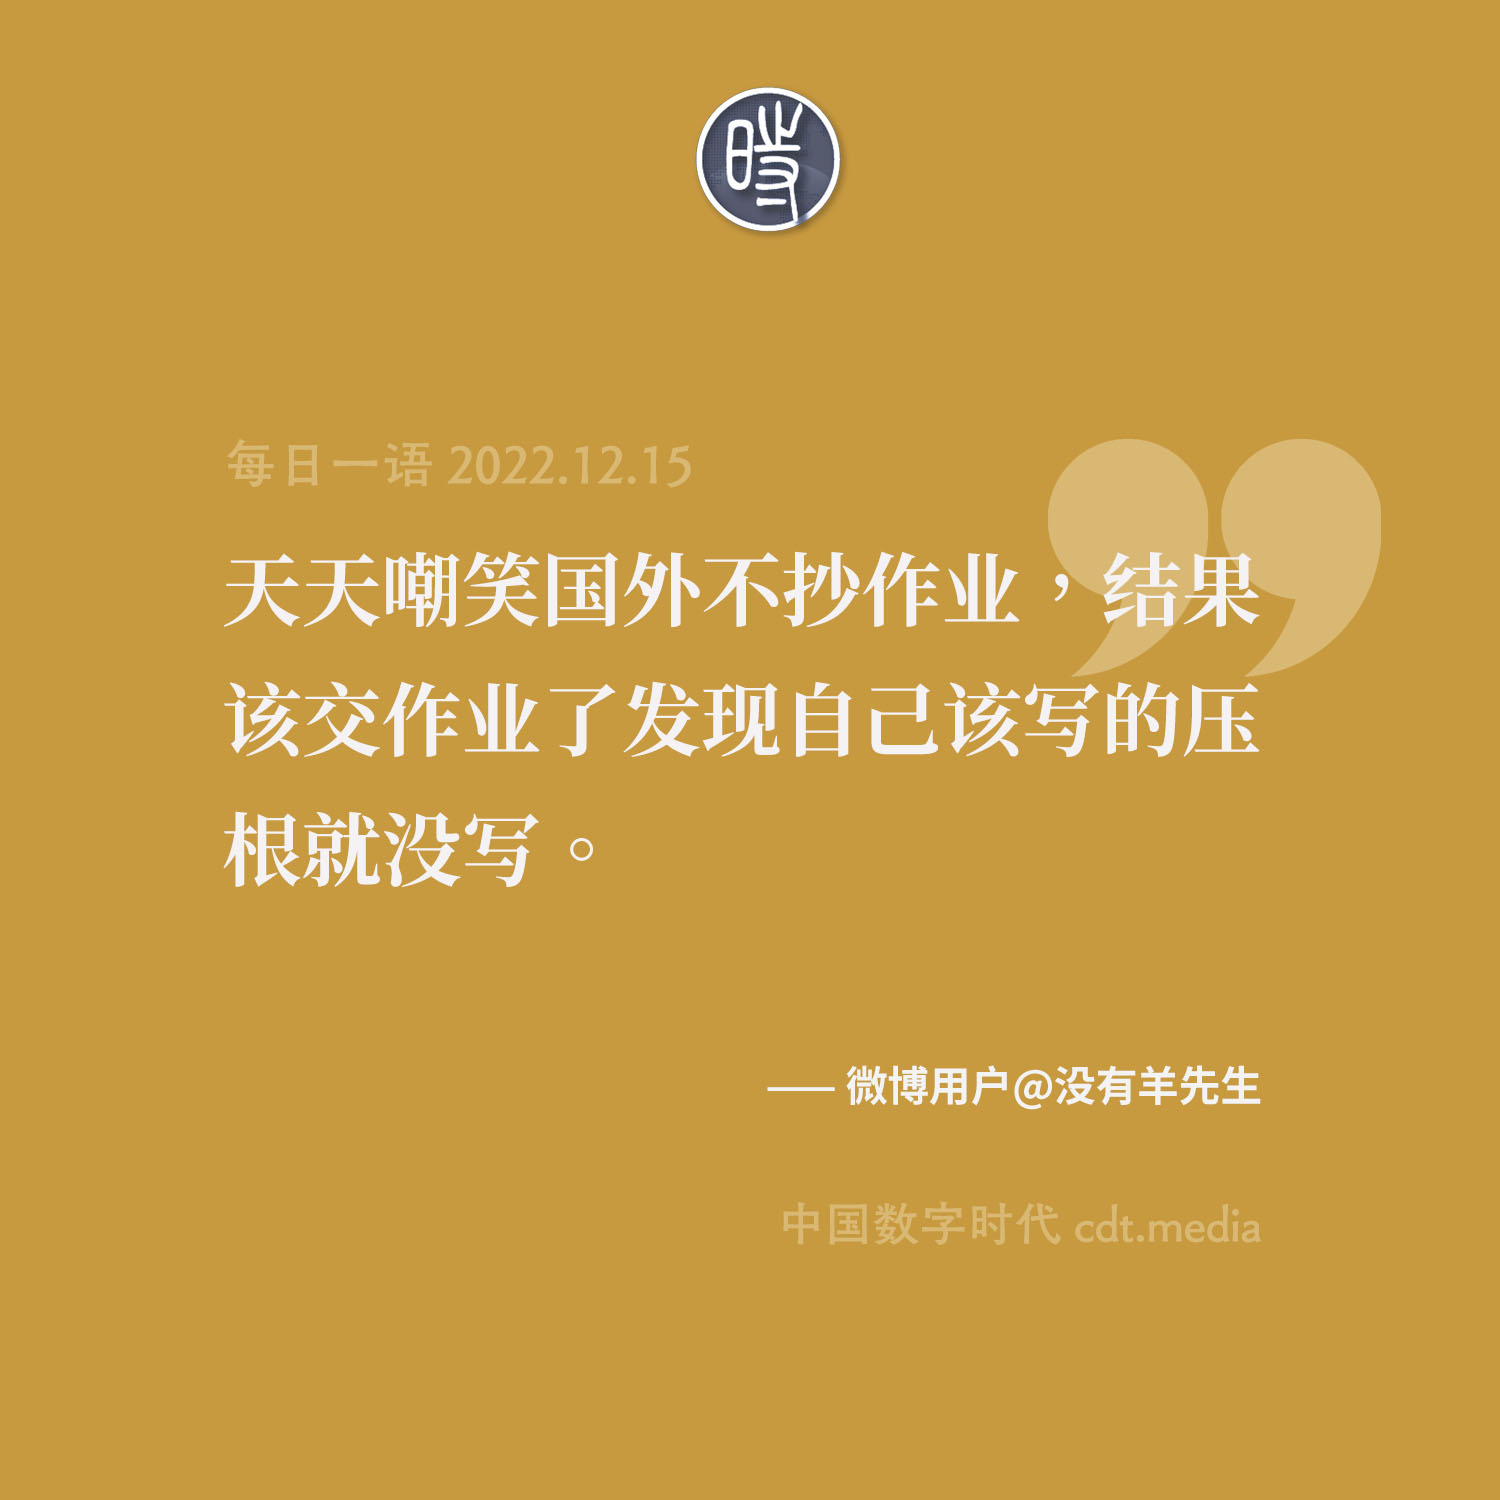 時
每日一语 2022.12.15
天天嘲笑国外不抄作业，结果
该交作业了发现自己该写的压
根就没写。
—— 微博用户@没有羊先生
中国数字时代 cdt.media